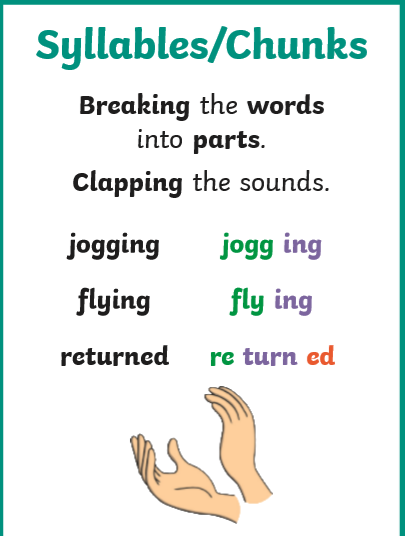 Syllables/Chunks
Breaking the words
into parts.
Clapping the sounds.
jogging jogg ing
flying fly ing
returned re turn ed